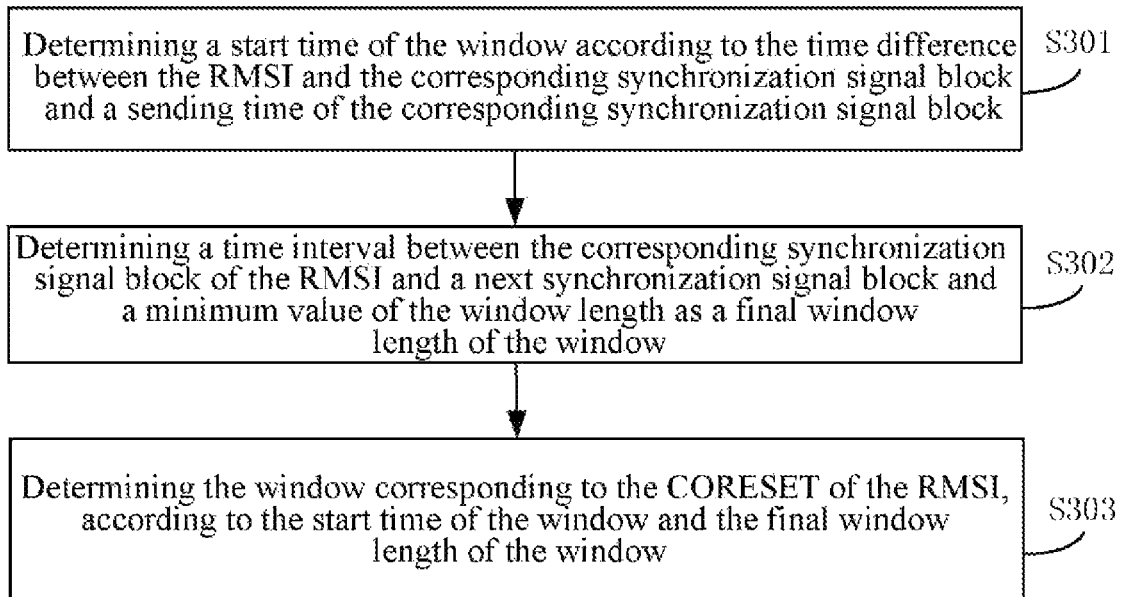 Determining a start time of the window according to the time difference
between the RMSI and the corresponding synchronization signal block
and a sending time of the corresponding synchronization signal block
S301
Determining a time interval between the corresponding synchronization
signal block of the RMSI and a next synchronization signal block and
a minimum value of the window length as a final window
length of the window
S302
Determining the window corresponding to the CORESET of the RMSI,
according to the start time of the window and the final window
length of the window
S303